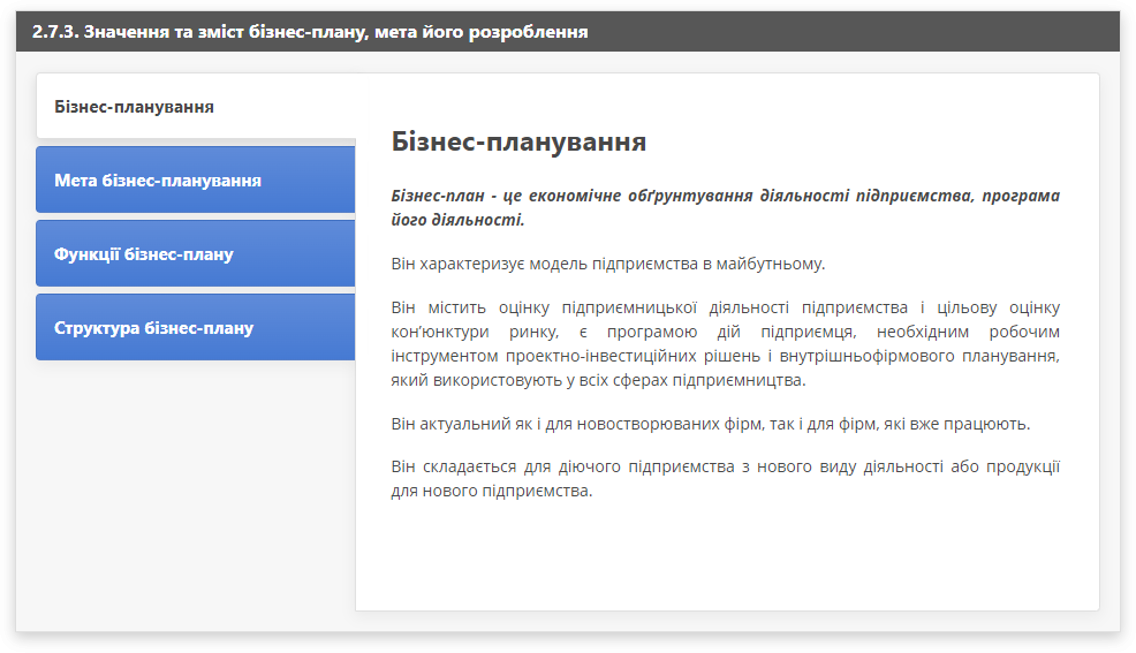 2.7.3. Значення та зміст бізнес-плану, мета його розроблення
Бізнес-планування
Мета бізнес-планування
Функції бізнес-плану
Структура бізнес-плану
Бізнес-планування
Бізнес-план - це економічне обґрунтування діяльності підприємства, програма
його діяльності.
Він характеризує модель підприємства в майбутньому.
Він містить оцінку підприємницької діяльності підприємства і цільову оцінку
кон’юнктури ринку, є програмою дій підприємця, необхідним робочим
інструментом проектно-інвестиційних рішень і внутрішньофірмового планування,
який використовують у всіх сферах підприємництва.
Він актуальний як і для новостворюваних фірм, так і для фірм, які вже працюють.
Він складається для діючого підприємства з нового виду діяльності або продукції
для нового підприємства.